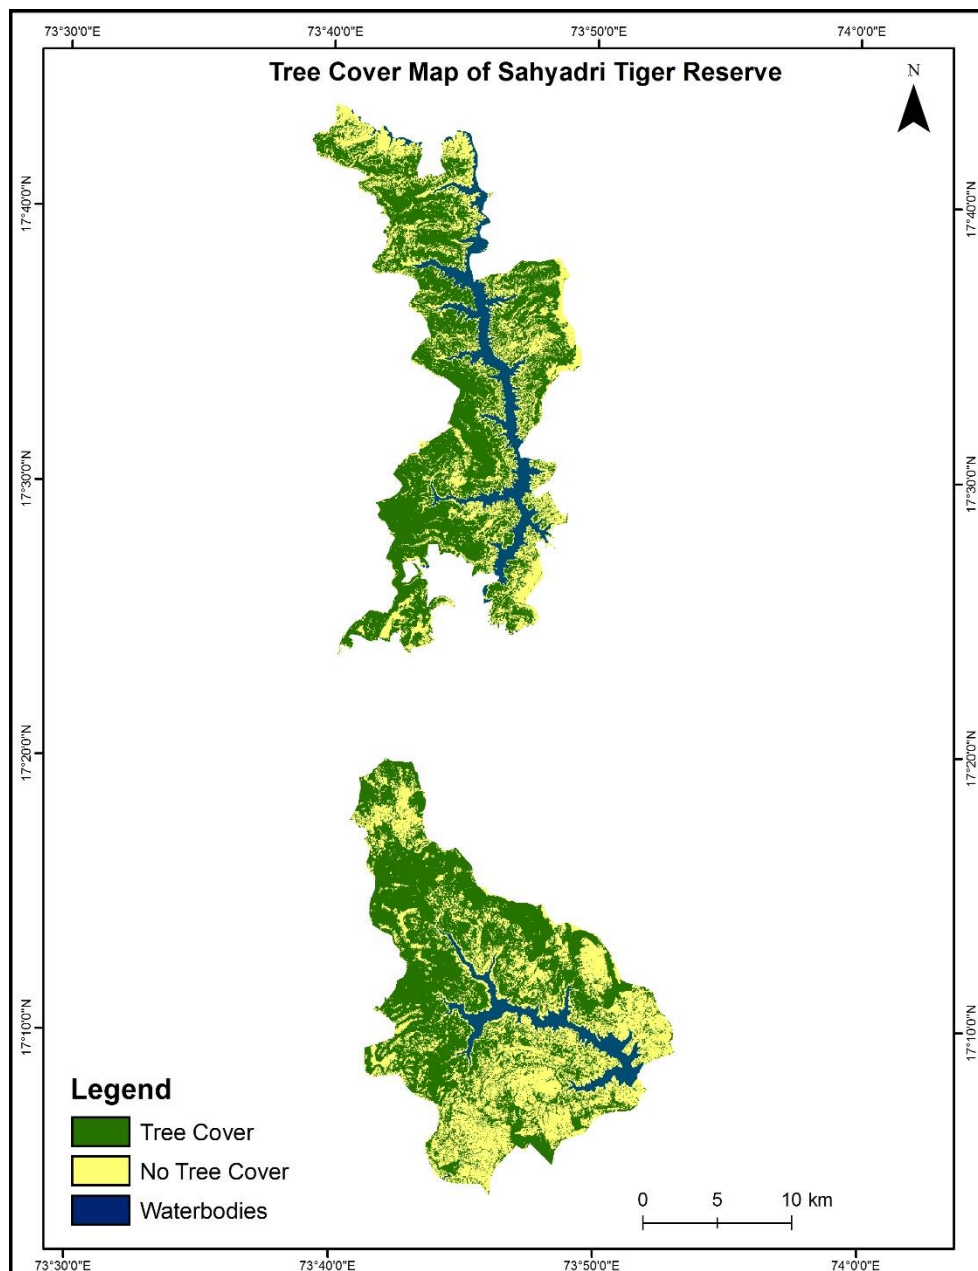 73°30'0"E 73°40'0"E 73°50'0"E 74°0'0"E
Tree Cover Map of Sahyadri Tiger Reserve
N
17°40'0"N 17°40'0"N
17°30'0"N 17°30'0"N
17°20'0"N 17°20'0"N
17°10'0"N 17°10'0"N
Legend
Tree Cover
No Tree Cover
Waterbodies
0 5 10 km
73°30'0"E 73°40'0"E 73°50'0"E 74°0'0"E